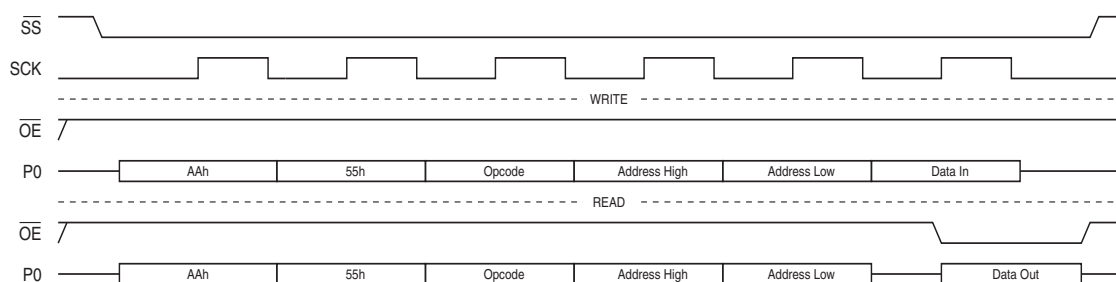 SS
SCK
WRITE
OE
P0 AAh 55h Opcode Address High Address Low Data In
READ
OE
P0 AAh 55h Opcode Address High Address Low Data Out